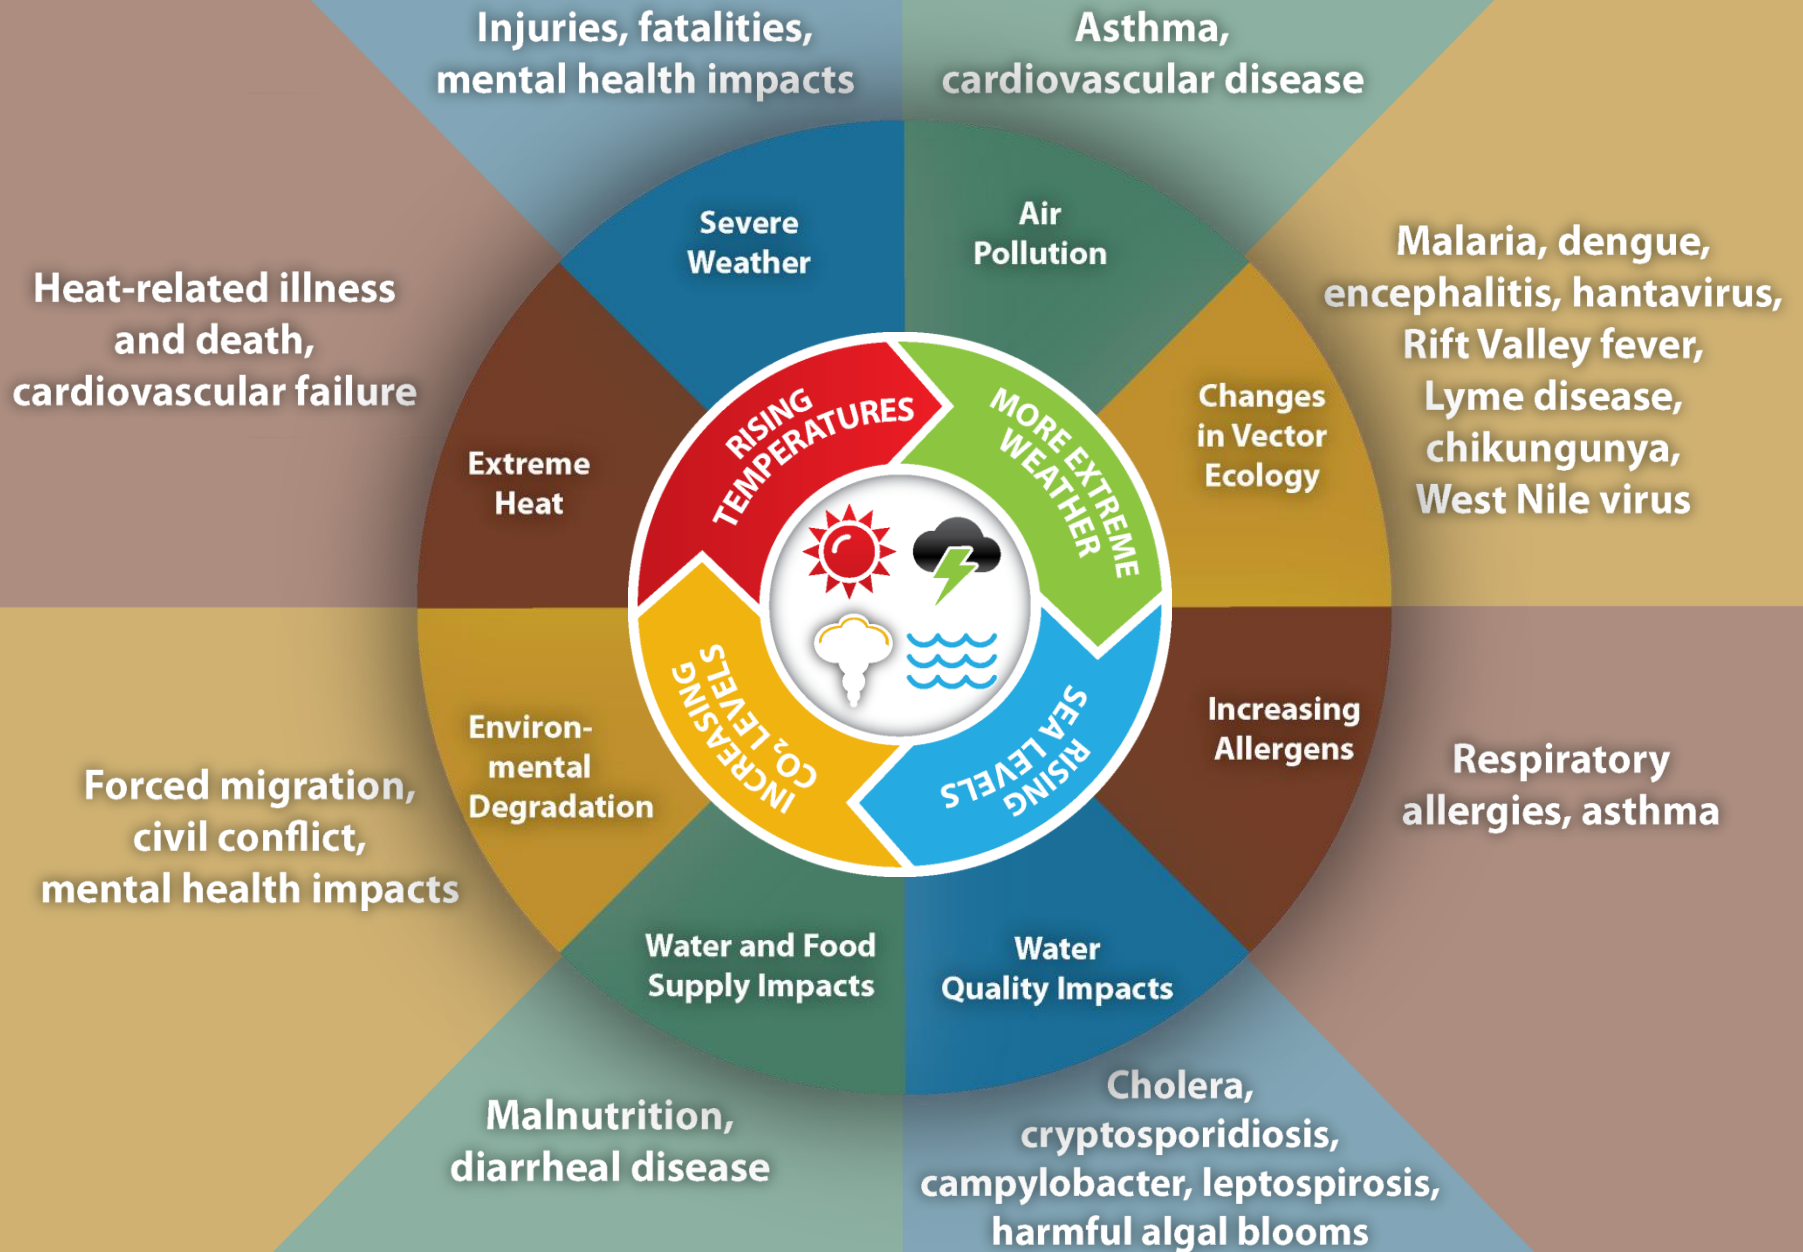 Injuries, fatalities,
mental health impacts
Asthma,
cardiovascular disease
Severe
Weather
Air
Pollution
Heat-related illness
and death,
cardiovascular failure
Malaria, dengue,
encephalitis, hantavirus,
Rift Valley fever,
Lyme disease,
chikungunya,
West Nile virus
Extreme
Heat
Changes
in Vector
Ecology
RISING
TEMPERATURES
MORE EXTREME
WEATHER
INCREASING
CO₂ LEVELS
RISING
SEA LEVELS
Environ-
mental
Degradation
Increasing
Allergens
Forced migration,
civil conflict,
mental health impacts
Respiratory
allergies, asthma
Water and Food
Supply Impacts
Water
Quality Impacts
Malnutrition,
diarrheal disease
Cholera,
cryptosporidiosis,
campylobacter, leptospirosis,
harmful algal blooms